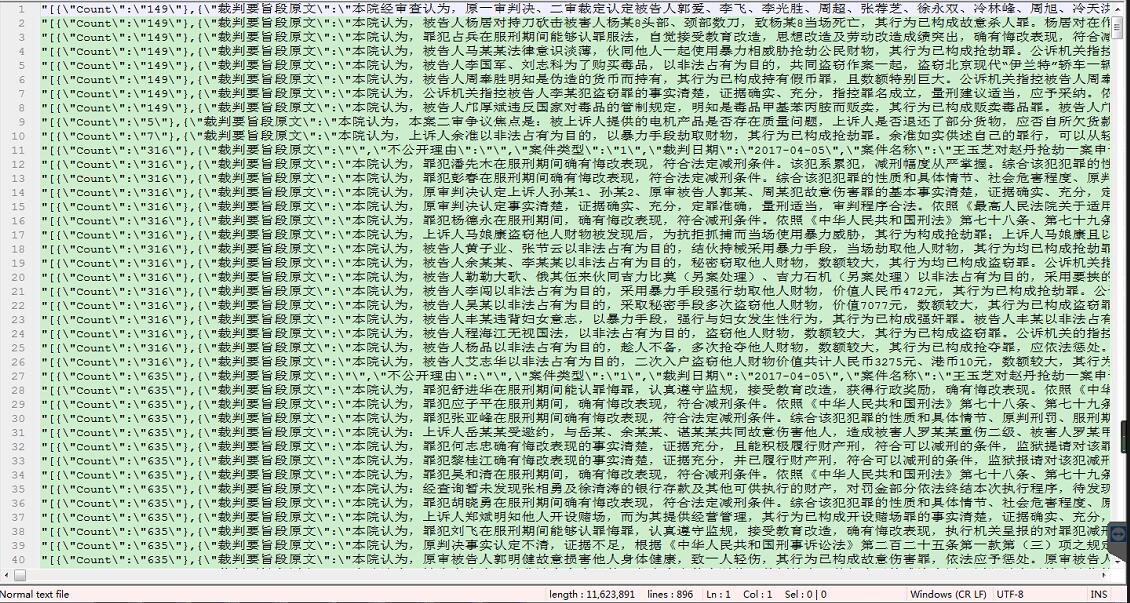 1 "[{\"Count\":\"149\"},{\"裁判要旨段原文\":\"本院经审查认为，原一审判决、二审裁定认定被告人郭爱、李飞、李光胜、周超、张荐芝、徐永双、冷林峰、周旭、冷天
2 "[{\"Count\":\"149\"},{\"裁判要旨段原文\":\"本院认为，被告人杨居对持刀砍击被害人杨某8头部、颈部数刀，致杨某8当场死亡，其行为已构成故意杀人罪。杨居对在
3 "[{\"Count\":\"149\"},{\"裁判要旨段原文\":\"本院认为，罪犯占兵在服刑期间能够认罪服法，自觉接受教育改造，思想改造及劳动改造成绩突出，确有悔改表现，符合
4 "[{\"Count\":\"149\"},{\"裁判要旨段原文\":\"本院认为，被告人马某某法律意识淡薄，伙同他人一起使用暴力相威胁劫取公民财物，其行为已构成抢劫罪。公诉机关指
5 "[{\"Count\":\"149\"},{\"裁判要旨段原文\":\"本院认为，被告人李国军、刘志科为了购买毒品，以非法占有为目的，共同盗窃作案一起，盗窃北京现代“伊兰特”轿车一
6 "[{\"Count\":\"149\"},{\"裁判要旨段原文\":\"本院认为，被告人周奉胜明知是伪造的货币而持有，其行为已构成持有假币罪，且数额特别巨大。公诉机关指控被告人周
7 "[{\"Count\":\"149\"},{\"裁判要旨段原文\":\"本院认为，公诉机关指控被告人李某犯盗窃罪的事实清楚，证据确实、充分，指控罪名成立，量刑建议适当，应予采纳。
8 "[{\"Count\":\"149\"},{\"裁判要旨段原文\":\"本院认为，被告人邝厚斌违反国家对毒品的管制规定，明知是毒品甲基苯丙胺而贩卖，其行为已构成贩卖毒品罪。被告人
9 "[{\"Count\":\"5\"},{\"裁判要旨段原文\":\"本院认为，本案二审争议焦点是：被上诉人提供的电机产品是否存在质量问题，上诉人是否退还了部分货物，应否自所欠货
10 "[{\"Count\":\"7\"},{\"裁判要旨段原文\":\"本院认为，上诉人余准以非法占有为目的，以暴力手段劫取财物，其行为已构成抢劫罪。余准如实供述自己的罪行，可以从轻
11 "[{\"Count\":\"316\"},{\"裁判要旨段原文\":\"\",\"不公开理由\":\"\",\"案件类型\":\"1\",\"裁判日期\":\"2017-04-05\",\"案件名称\":\"王玉芝对赵丹抢劫一案申
12 "[{\"Count\":\"316\"},{\"裁判要旨段原文\":\"本院认为，罪犯潘先木在服刑期间确有悔改表现，符合法定减刑条件。该犯系累犯，减刑幅度从严掌握。综合该犯犯罪的
13 "[{\"Count\":\"316\"},{\"裁判要旨段原文\":\"本院认为，罪犯彭春在服刑期间确有悔改表现，符合法定减刑条件。综合该犯犯罪的性质和具体情节、社会危害程度、原
14 "[{\"Count\":\"316\"},{\"裁判要旨段原文\":\"本院认为，原审判决认定上诉人孙某1、孙某2、原审被告人郭某、周某犯故意伤害罪的基本事实清楚，证据确实、充分，定
15 "[{\"Count\":\"316\"},{\"裁判要旨段原文\":\"本院认为，原审判决认定事实清楚，证据确实、充分，定罪准确，量刑适当，审判程序合法。依照《最高人民法院关于适用
16 "[{\"Count\":\"316\"},{\"裁判要旨段原文\":\"本院认为，罪犯杨德永在服刑期间，确有悔改表现，符合减刑条件。依照《中华人民共和国刑法》第七十八条、第七十九条
17 "[{\"Count\":\"316\"},{\"裁判要旨段原文\":\"本院认为，上诉人马娘康盗窃他人财物被发现后，为抗拒抓捕而当场使用暴力威胁，其行为构成抢劫罪；上诉人马娘康且以
18 "[{\"Count\":\"316\"},{\"裁判要旨段原文\":\"本院认为，被告人黄子业、张节云以非法占有为目的，结伙持械采用暴力手段，当场劫取他人财物，其行为均已构成抢劫罪。
19 "[{\"Count\":\"316\"},{\"裁判要旨段原文\":\"本院认为，被告人余某某、李某某以非法占有为目的，秘密窃取他人财物，数额较大，其行为均已构成盗窃罪。公诉机关指
20 "[{\"Count\":\"316\"},{\"裁判要旨段原文\":\"本院认为，被告人勒勒大歌、俄其伍来伙同吉力比莫（另案处理）、吉力石机（另案处理）以非法占有为目的，采用要挟的
21 "[{\"Count\":\"316\"},{\"裁判要旨段原文\":\"本院认为，被告人李闯以非法占有为目的，采用暴力手段强行劫取他人财物，价值人民币472元，其行为已构成抢劫罪。公
22 "[{\"Count\":\"316\"},{\"裁判要旨段原文\":\"本院认为，被告人吴某以非法占有为目的，采取秘密手段多次盗窃他人财物，价值7077元，数额较大，其行为已构成盗窃罪
23 "[{\"Count\":\"316\"},{\"裁判要旨段原文\":\"本院认为，被告人丰某违背妇女意志，以暴力手段，强行与妇女发生性行为，其行为已构成强奸罪。被告人丰某以非法占有
24 "[{\"Count\":\"316\"},{\"裁判要旨段原文\":\"本院认为，被告人程海江无视国法，以非法占有为目的，盗窃他人财物，数额较大，其行为已构成盗窃罪。公诉机关的指控
25 "[{\"Count\":\"316\"},{\"裁判要旨段原文\":\"本院认为，被告人杨品以非法占有为目的，趁人不备，多次抢夺他人财物，数额较大，其行为已构成抢夺罪，应依法惩处。
26 "[{\"Count\":\"316\"},{\"裁判要旨段原文\":\"本院认为，被告人艾志华以非法占有为目的，二次入户盗窃他人财物价值共计人民币3275元、港币10元，数额较大，其行为
27 "[{\"Count\":\"635\"},{\"裁判要旨段原文\":\"\",\"不公开理由\":\"\",\"案件类型\":\"1\",\"裁判日期\":\"2017-04-05\",\"案件名称\":\"王玉芝对赵丹抢劫一案申
28 "[{\"Count\":\"635\"},{\"裁判要旨段原文\":\"本院认为，罪犯舒进华在服刑期间能认罪悔罪，认真遵守监规，接受教育改造，获得行政奖励，确有悔改表现。依照《中华
29 "[{\"Count\":\"635\"},{\"裁判要旨段原文\":\"本院认为，罪犯应子平在服刑期间，确有悔改表现，符合减刑条件。依照《中华人民共和国刑法》第七十八条、第七十九条
30 "[{\"Count\":\"635\"},{\"裁判要旨段原文\":\"本院认为，罪犯张亚峰在服刑期间，确有悔改表现，符合减刑条件。综合该犯犯罪的性质和具体情节、原判刑罚、服刑期
31 "[{\"Count\":\"635\"},{\"裁判要旨段原文\":\"本院认为：上诉人岳某某受邀约，与岳某、余某某、谌某某共同故意伤害他人，造成被害人罗某某重伤二级、被害人罗某甲
32 "[{\"Count\":\"635\"},{\"裁判要旨段原文\":\"本院认为，罪犯何志忠确有悔改表现的事实清楚，证据充分，且能积极履行财产刑，符合可以减刑的条件，监狱提请对该罪
33 "[{\"Count\":\"635\"},{\"裁判要旨段原文\":\"本院认为，罪犯黎桂江确有悔改表现的事实清楚，证据充分，并已履行财产刑，符合可以减刑的条件，监狱报请对该犯减刑
34 "[{\"Count\":\"635\"},{\"裁判要旨段原文\":\"本院认为，罪犯吴和清在服刑期间，确有悔改表现，符合减刑条件。依照《中华人民共和国刑法》第七十八条、第七十九条
35 "[{\"Count\":\"635\"},{\"裁判要旨段原文\":\"本院认为：经查询暂未发现张相勇及徐清涛的银行存款及其他可供执行的财产，对罚金部分依法终结本次执行程序，待发现
36 "[{\"Count\":\"635\"},{\"裁判要旨段原文\":\"本院认为，罪犯胡晓勇在服刑期间确有悔改表现，符合法定减刑条件。综合该犯犯罪的性质和具体情节、社会危害程度、原
37 "[{\"Count\":\"635\"},{\"裁判要旨段原文\":\"本院认为，上诉人郑斌明知他人开设赌场，而为其提供经营管理，其行为已构成开设赌场罪的事实清楚，证据确实、充分，
38 "[{\"Count\":\"635\"},{\"裁判要旨段原文\":\"本院认为，罪犯刘飞在服刑期间能够认罪悔罪，认真遵守监规，接受教育改造，确有悔改表现，执行机关呈报的对罪犯减刑
39 "[{\"Count\":\"635\"},{\"裁判要旨段原文\":\"本院认为，原判决事实认定不清，证据不足，根据《中华人民共和国刑事诉讼法》第二百二十五条第一款第（三）项之规定
40 "[{\"Count\":\"635\"},{\"裁判要旨段原文\":\"本院认为，原审被告人郭明健故意损害他人身体健康，致一人轻伤，其行为已构成故意伤害罪，依法应予惩处。原审被告人
Normal text file length : 11,623,891 lines : 896 Ln : 1 Col : 1 Sel : 0 | 0 Windows (CR LF) UTF-8 INS